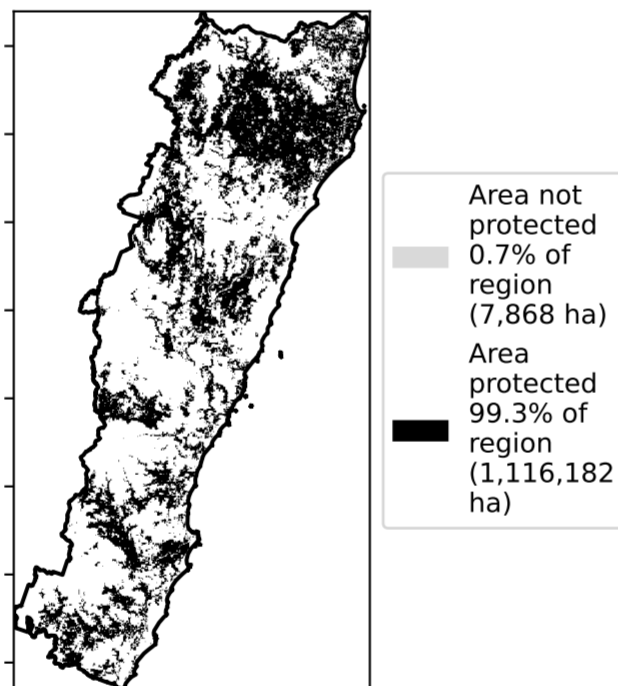 Area not
protected
0.7% of
region
(7,868 ha)
Area
protected
99.3% of
region
(1,116,182
ha)